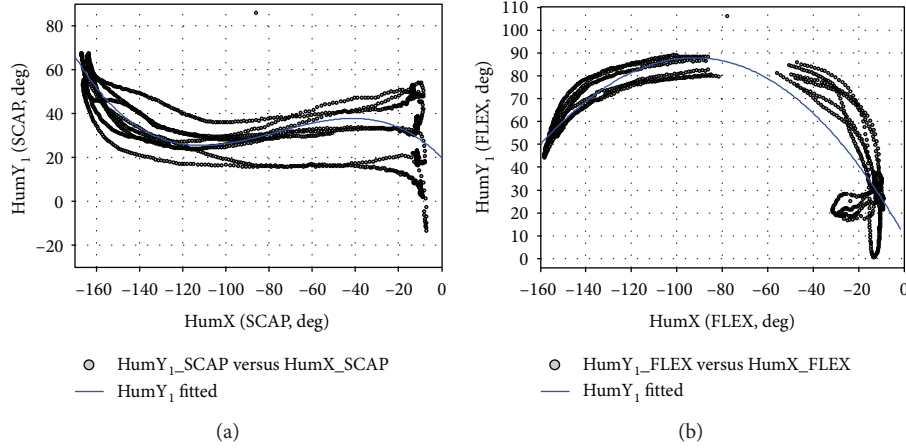 80
60
40
20
0
−20
HumY1 (SCAP, deg)
−160 −140 −120 −100 −80 −60 −40 −20 0
HumX (SCAP, deg)
HumY1_SCAP versus HumX_SCAP
HumY1 fitted
(a)
110
100
90
80
70
60
50
40
30
20
10
0
HumY1 (FLEX, deg)
−160 −140 −120 −100 −80 −60 −40 −20 0
HumX (FLEX, deg)
HumY1_FLEX versus HumX_FLEX
HumY1 fitted
(b)